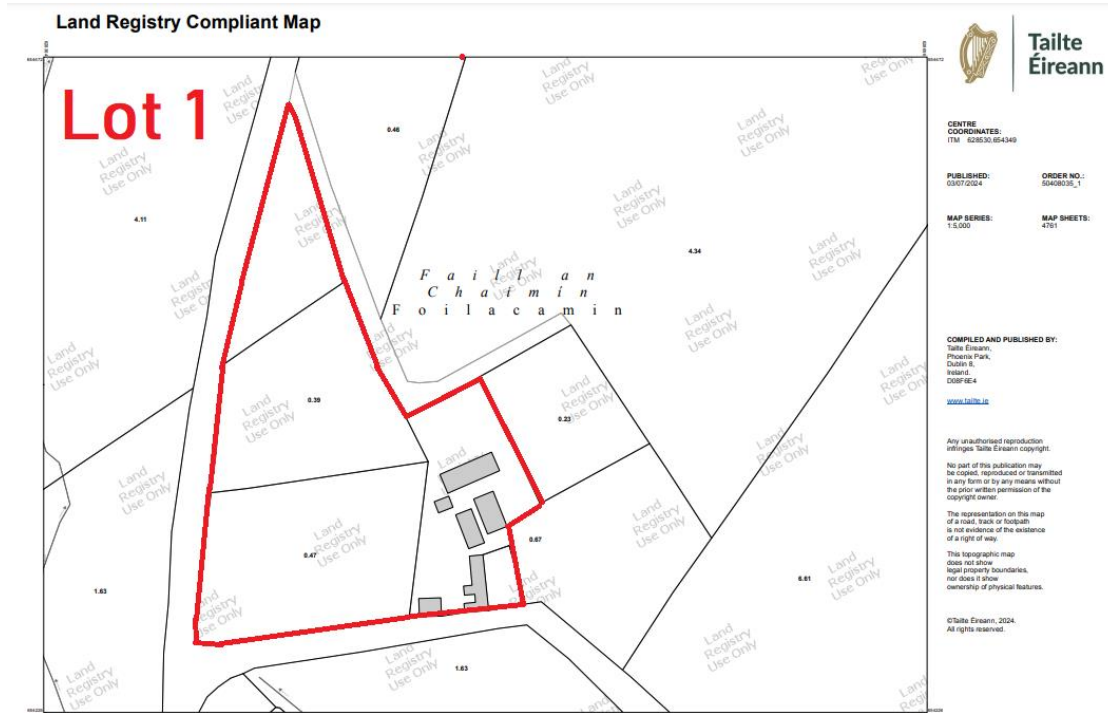 Land Registry Compliant Map
Tailte
Éireann
Lot 1
CENTRE
COORDINATES:
ITM 628530,654349
PUBLISHED:
03/07/2024
ORDER NO.:
50408035_1
MAP SERIES:
1:5,000
MAP SHEETS:
4761
COMPILED AND PUBLISHED BY:
Tailte Éireann,
Phoenix Park,
Dublin 8,
Ireland.
D08F6E4
www.tailte.ie
Any unauthorised reproduction
infringes Tailte Éireann copyright.
No part of this publication may
be copied, reproduced or transmitted
in any form or by any means without
the prior written permission of the
copyright owner.
The representation on this map
of a road, track or footpath
is not evidence of the existence
of a right of way.
This topographic map
does not show
legal property boundaries,
nor does it show
ownership of physical features.
©Tailte Éireann, 2024.
All rights reserved.
0.46
4.11
4.34
Faill an
Chaimín
Foilacamin
0.39
0.23
0.47
0.67
6.61
1.63
1.63
Land
Registry
Use Only